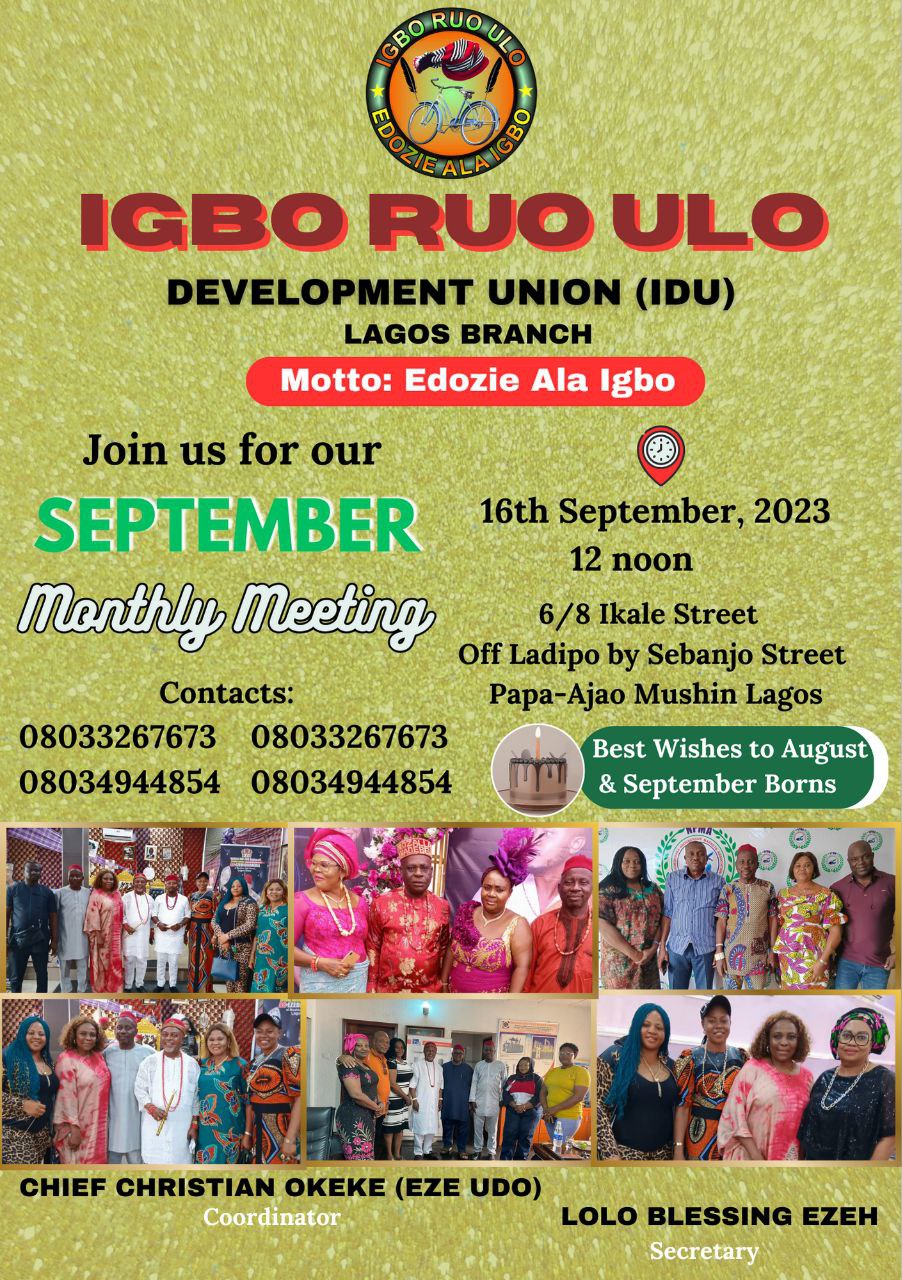 IGBO RUO ULO
EDOZIE ALA IGBO
IGBO RUO ULO
DEVELOPMENT UNION (IDU)
LAGOS BRANCH
Motto: Edozie Ala Igbo
Join us for our
SEPTEMBER
Monthly Meeting
16th September, 2023
12 noon
6/8 Ikale Street
Off Ladipo by Sebanjo Street
Papa-Ajao Mushin Lagos
Contacts:
08033267673 08033267673
08034944854 08034944854
Best Wishes to August
& September Borns
NPMA
CHIEF CHRISTIAN OKEKE (EZE UDO)
Coordinator
LOLO BLESSING EZEH
Secretary